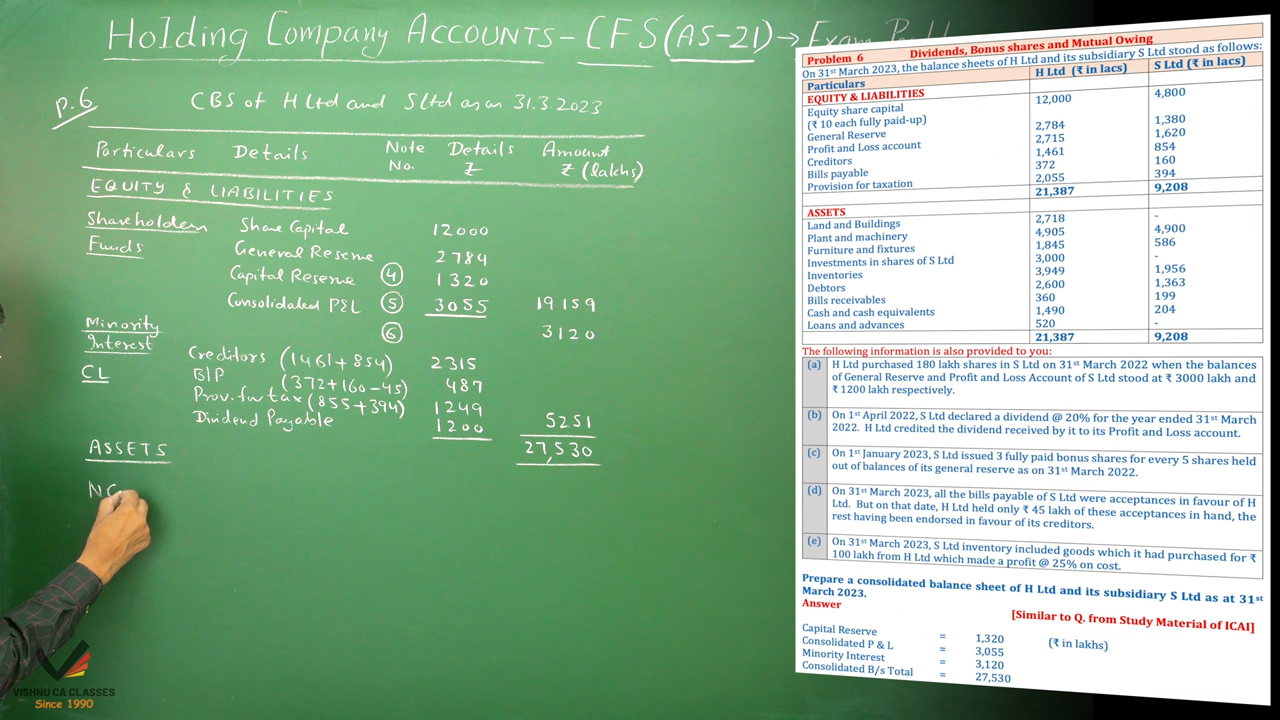 HOLDING COMPANY ACCOUNTS - CFS (AS-21) → Exam
P.6
CBS of H Ltd and S Ltd as on 31.3 2023
Particulars Details Note No. Details ₹ Amount ₹ (lakhs)
EQUITY & LIABILITIES
Shareholders Funds
Share Capital 12000
General Reserve 2784
Capital Reserve 4 1320
Consolidated P&L 5 3055 19159
Minority Interest 6 3120
CL
Creditors (1461+854) 2315
B/P (372+160-45) 487
Prov. for tax (855+394) 1249
Dividend Payable 1200 5251
27,530
ASSETS
NC
VISHNU CA CLASSES
Since 1990
Problem 6 Dividends, Bonus shares and Mutual Owing
On 31st March 2023, the balance sheets of H Ltd and its subsidiary S Ltd stood as follows:
Particulars H Ltd (₹ in lacs) S Ltd (₹ in lacs)
EQUITY & LIABILITIES
Equity share capital 12,000 4,800
(₹ 10 each fully paid-up)
General Reserve 2,784 1,380
Profit and Loss account 2,715 1,620
Creditors 1,461 854
Bills payable 372 160
Provision for taxation 2,055 394
21,387 9,208
ASSETS
Land and Buildings 2,718 -
Plant and machinery 4,905 4,900
Furniture and fixtures 1,845 586
Investments in shares of S Ltd 3,000 -
Inventories 3,949 1,956
Debtors 2,600 1,363
Bills receivables 360 199
Cash and cash equivalents 1,490 204
Loans and advances 520 -
21,387 9,208
The following information is also provided to you:
(a) H Ltd purchased 180 lakh shares in S Ltd on 31st March 2022 when the balances
of General Reserve and Profit and Loss Account of S Ltd stood at ₹ 3000 lakh and
₹ 1200 lakh respectively.
(b) On 1st April 2022, S Ltd declared a dividend @ 20% for the year ended 31st March
2022. H Ltd credited the dividend received by it to its Profit and Loss account.
(c) On 1st January 2023, S Ltd issued 3 fully paid bonus shares for every 5 shares held
out of balances of its general reserve as on 31st March 2022.
(d) On 31st March 2023, all the bills payable of S Ltd were acceptances in favour of H
Ltd. But on that date, H Ltd held only ₹ 45 lakh of these acceptances in hand, the
rest having been endorsed in favour of its creditors.
(e) On 31st March 2023, S Ltd inventory included goods which it had purchased for ₹
100 lakh from H Ltd which made a profit @ 25% on cost.
Prepare a consolidated balance sheet of H Ltd and its subsidiary S Ltd as at 31st
March 2023.
Answer
[Similar to Q. from Study Material of ICAI]
Capital Reserve = 1,320 (₹ in lakhs)
Consolidated P & L = 3,055
Minority Interest = 3,120
Consolidated B/s Total = 27,530